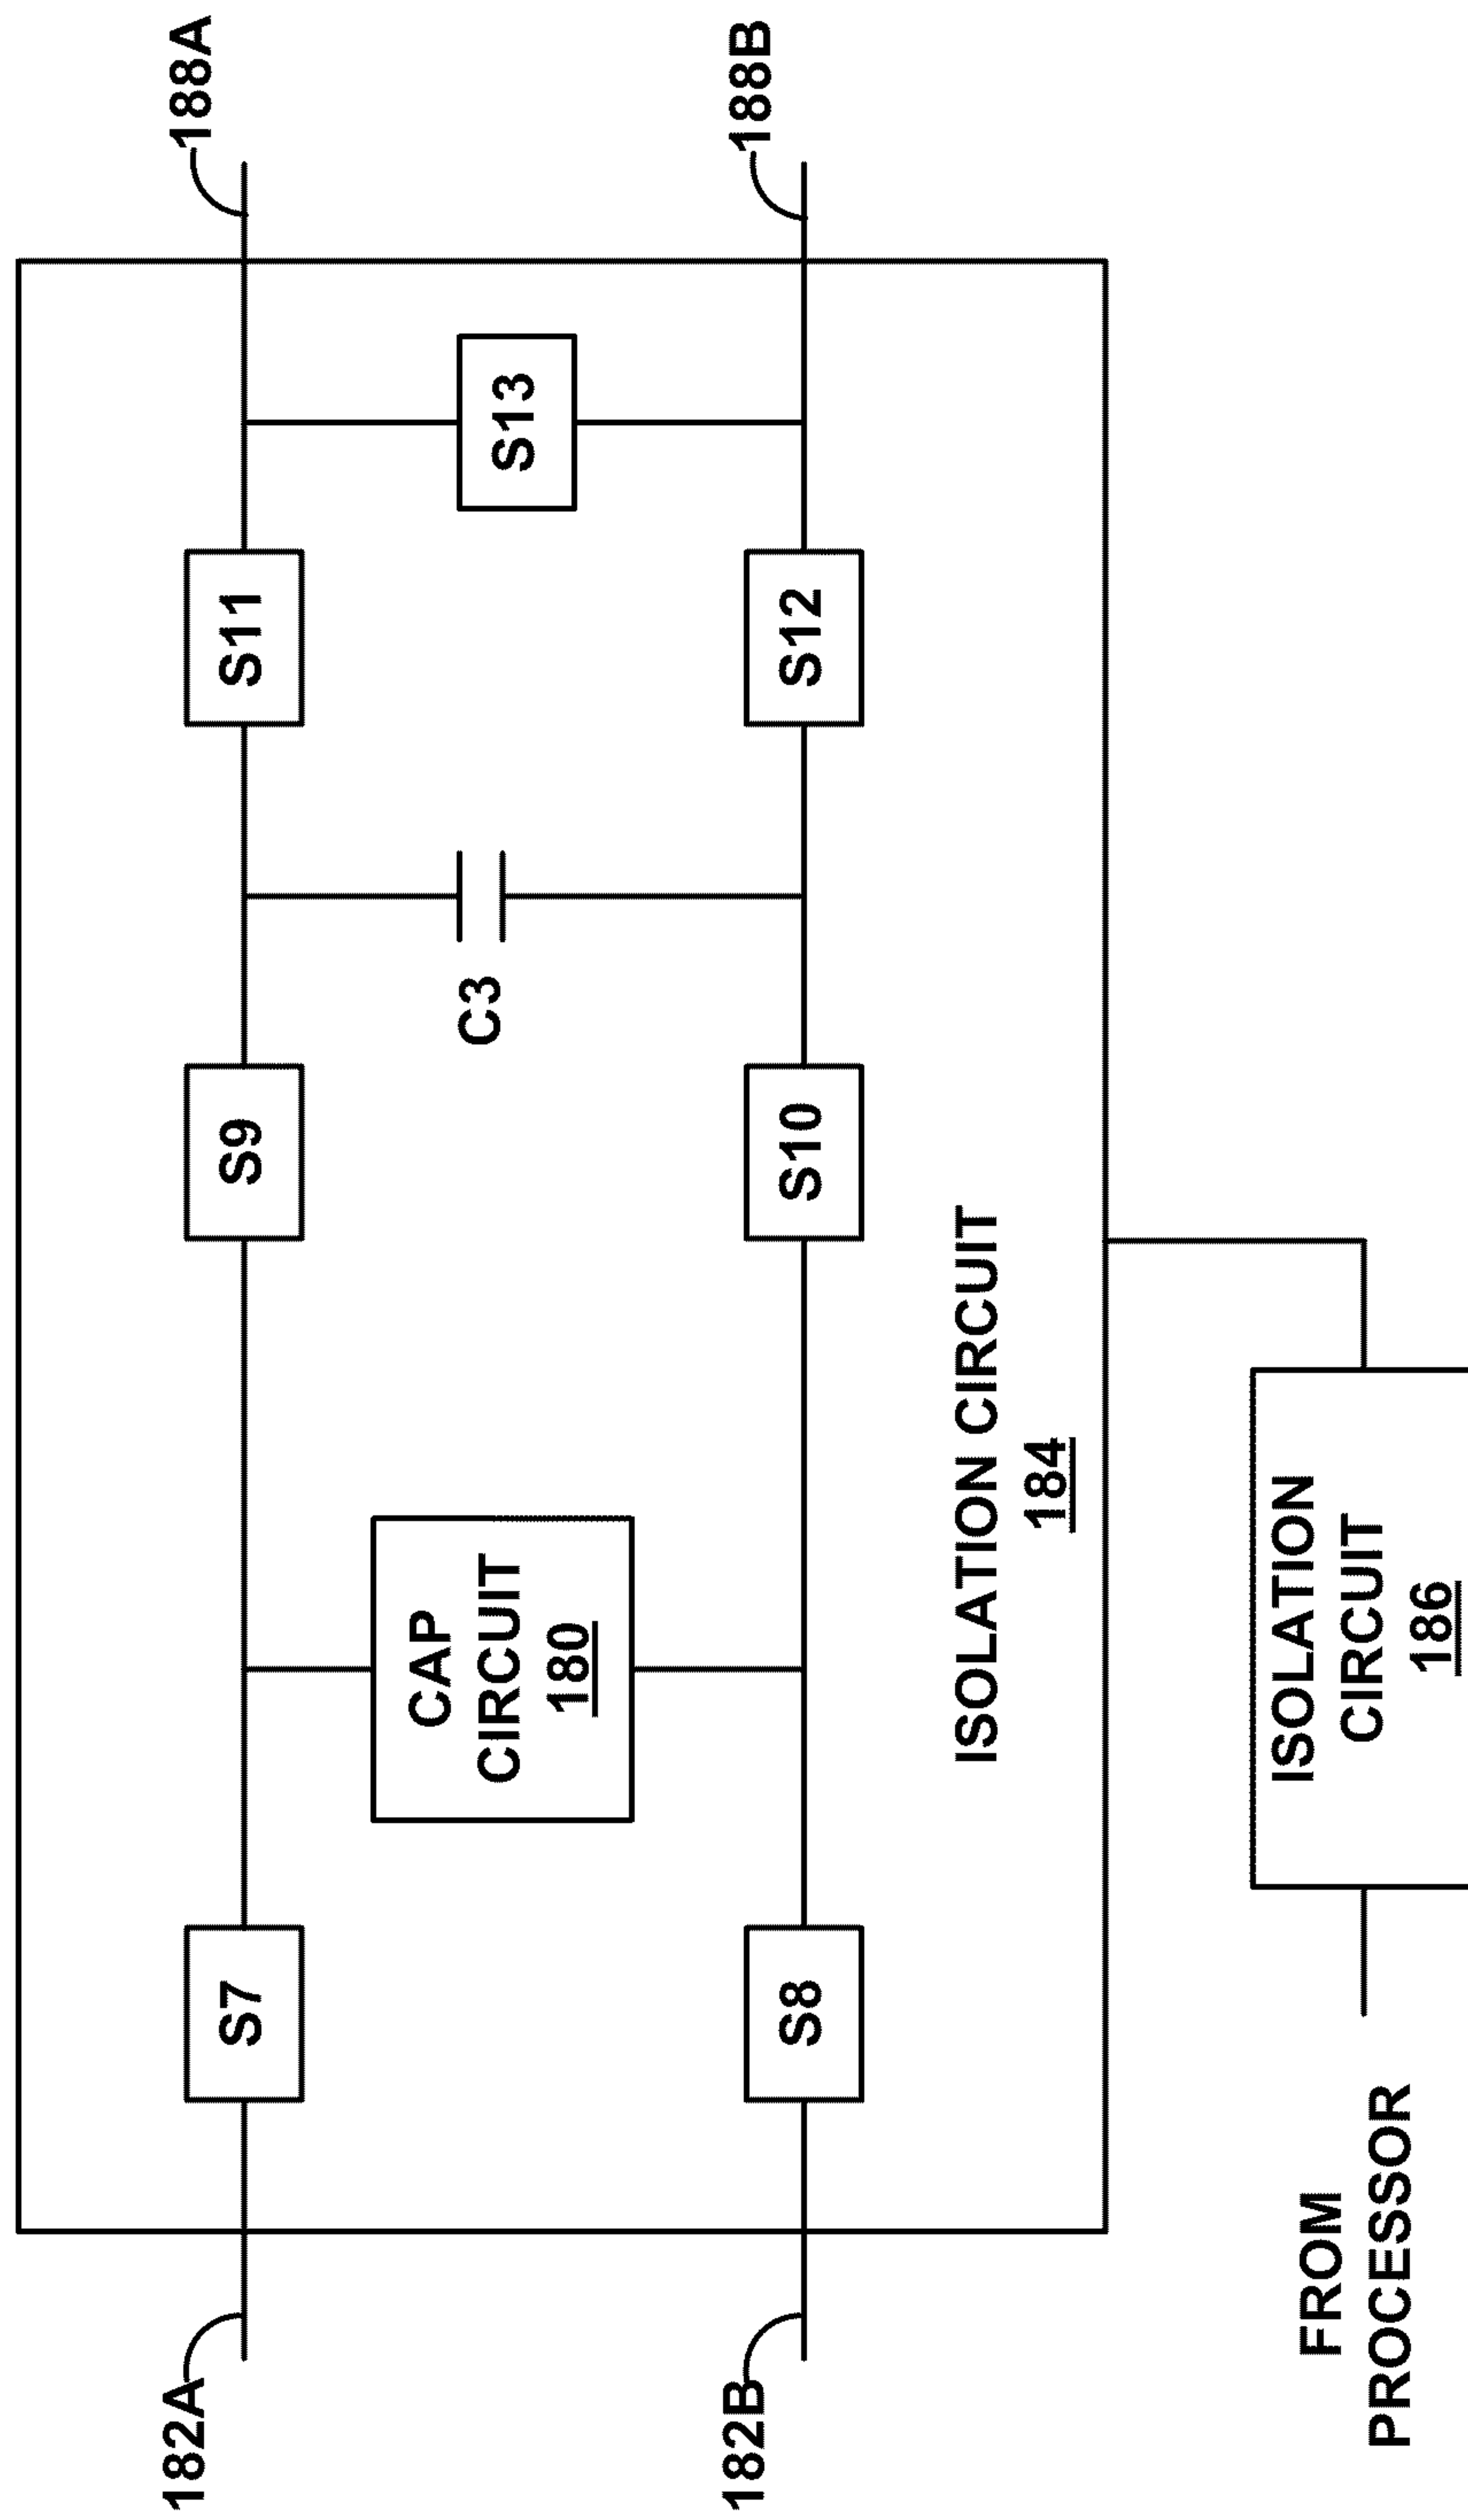 182A
S7
S9
S11
188A
CAP
CIRCUIT
180
C3
S13
182B
S8
S10
S12
188B
ISOLATION CIRCUIT
184
FROM
PROCESSOR
ISOLATION
CIRCUIT
186